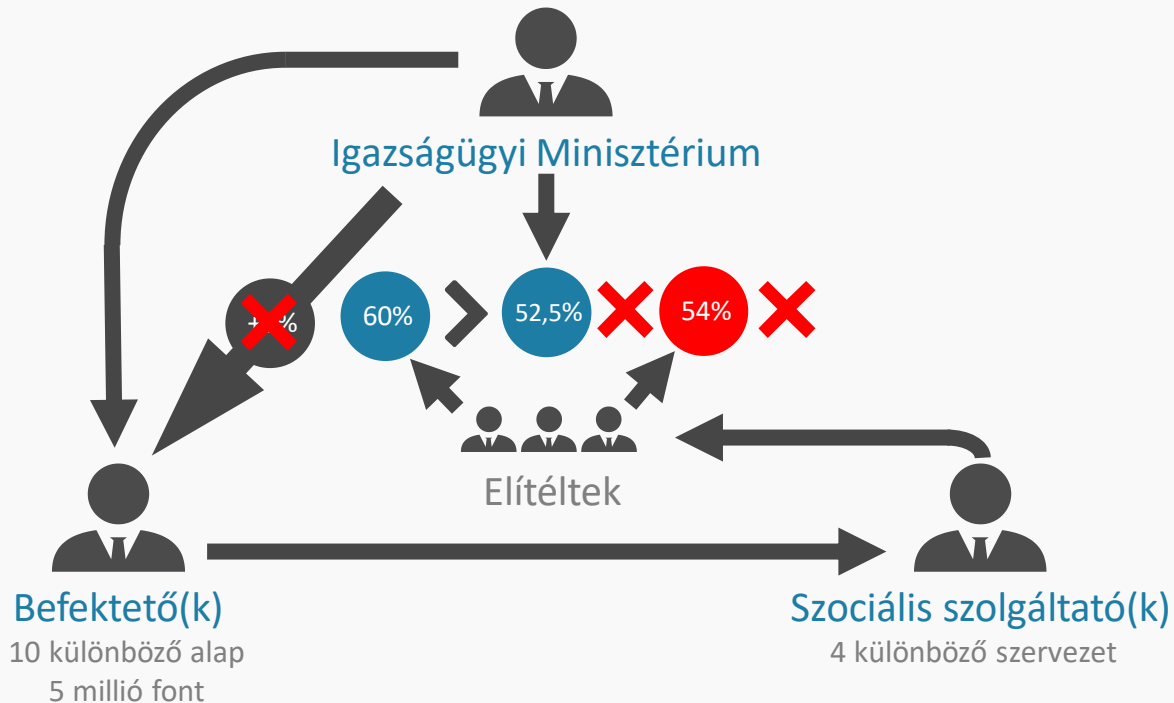 Igazságügyi Minisztérium
60%
52,5%
54%
Elítéltek
Befektető(k)
10 különböző alap
5 millió font
Szociális szolgáltató(k)
4 különböző szervezet